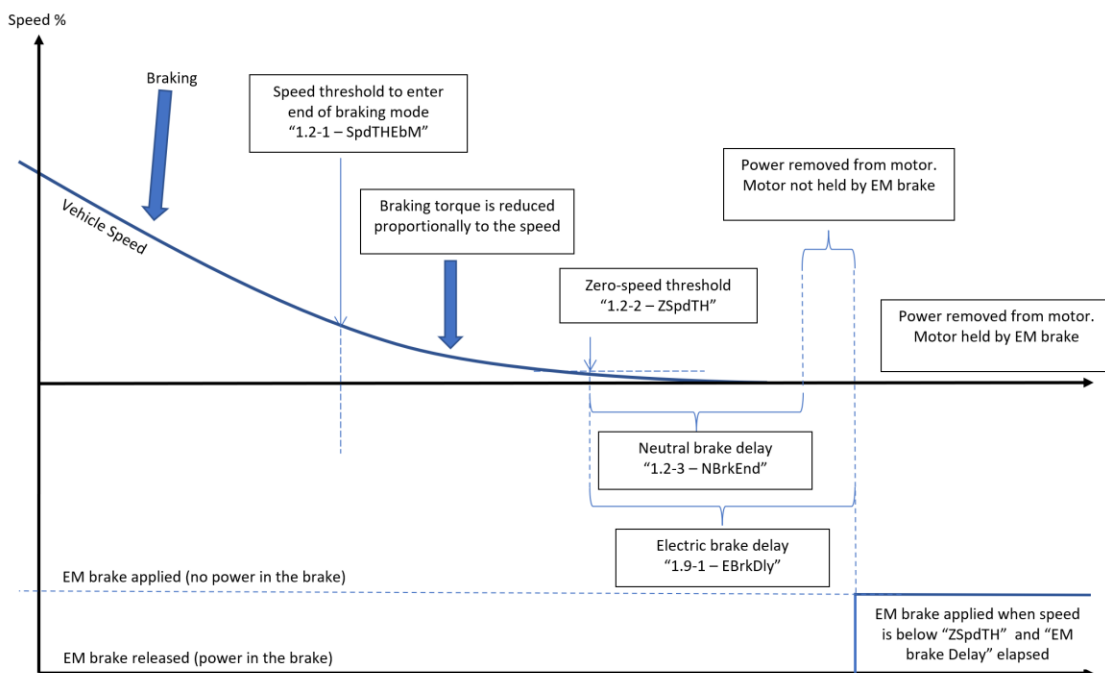 Speed %
Braking
Vehicle Speed
Speed threshold to enter
end of braking mode
“1.2-1 – SpdTHEbM”
Braking torque is reduced
proportionally to the speed
Zero-speed threshold
“1.2-2 – ZSpdTH”
Power removed from motor.
Motor not held by EM brake
Power removed from motor.
Motor held by EM brake
Neutral brake delay
“1.2-3 – NBrkEnd”
Electric brake delay
“1.9-1 – EBrkDly”
EM brake applied (no power in the brake)
EM brake applied when speed
is below “ZSpdTH” and “EM
brake Delay” elapsed
EM brake released (power in the brake)